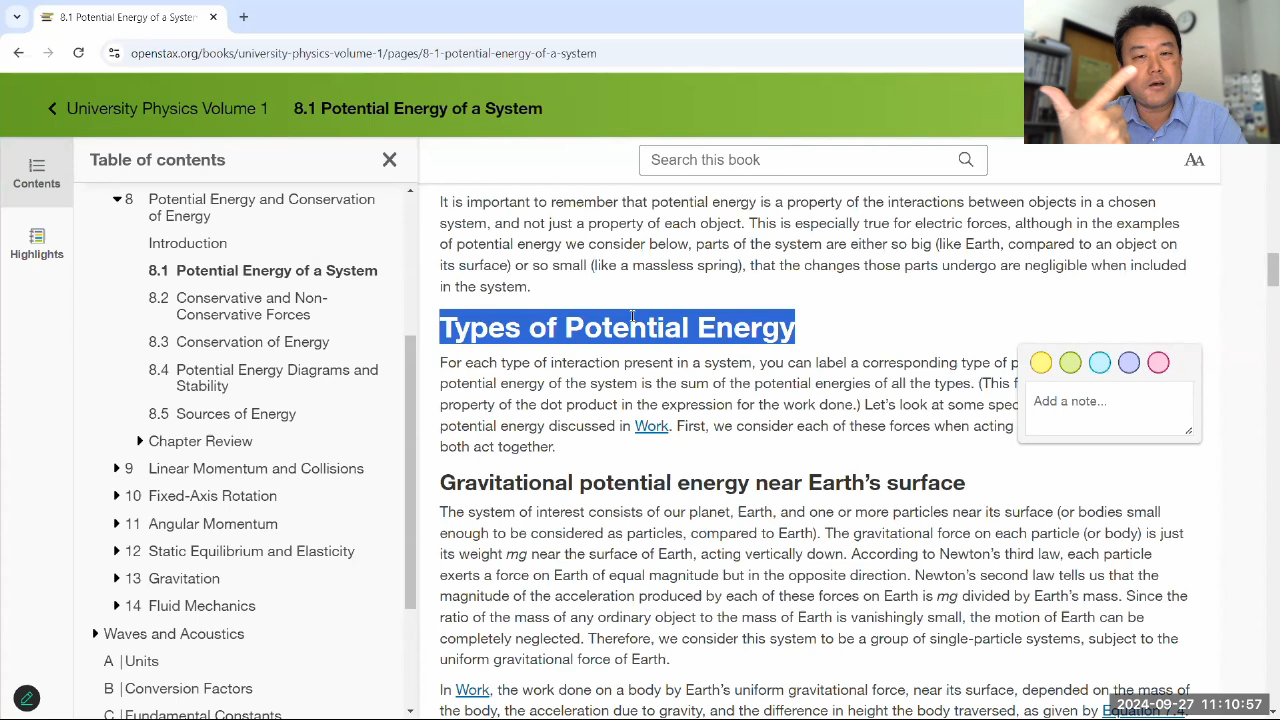 8.1 Potential Energy of a Syster
openstax.org/books/university-physics-volume-1/pages/8-1-potential-energy-of-a-system
University Physics Volume 1 8.1 Potential Energy of a System
Contents
Highlights
Table of contents
8 Potential Energy and Conservation
of Energy
Introduction
8.1 Potential Energy of a System
8.2 Conservative and Non-
Conservative Forces
8.3 Conservation of Energy
8.4 Potential Energy Diagrams and
Stability
8.5 Sources of Energy
Chapter Review
9 Linear Momentum and Collisions
10 Fixed-Axis Rotation
11 Angular Momentum
12 Static Equilibrium and Elasticity
13 Gravitation
14 Fluid Mechanics
Waves and Acoustics
A | Units
B | Conversion Factors
C | Fundamental Constants
Search this book
AA
It is important to remember that potential energy is a property of the interactions between objects in a chosen
system, and not just a property of each object. This is especially true for electric forces, although in the examples
of potential energy we consider below, parts of the system are either so big (like Earth, compared to an object on
its surface) or so small (like a massless spring), that the changes those parts undergo are negligible when included
in the system.
Types of Potential Energy
For each type of interaction present in a system, you can label a corresponding type of p
potential energy of the system is the sum of the potential energies of all the types. (This f
property of the dot product in the expression for the work done.) Let's look at some spec
potential energy discussed in Work. First, we consider each of these forces when acting
both act together.
Add a note...
Gravitational potential energy near Earth's surface
The system of interest consists of our planet, Earth, and one or more particles near its surface (or bodies small
enough to be considered as particles, compared to Earth). The gravitational force on each particle (or body) is just
its weight mg near the surface of Earth, acting vertically down. According to Newton's third law, each particle
exerts a force on Earth of equal magnitude but in the opposite direction. Newton's second law tells us that the
magnitude of the acceleration produced by each of these forces on Earth is mg divided by Earth's mass. Since the
ratio of the mass of any ordinary object to the mass of Earth is vanishingly small, the motion of Earth can be
completely neglected. Therefore, we consider this system to be a group of single-particle systems, subject to the
uniform gravitational force of Earth.
In Work, the work done on a body by Earth's uniform gravitational force, near its surface, depended on the mass of
the body, the acceleration due to gravity, and the difference in height the body traversed, as given by Equation 7.4.
2024-09-27 11:10:57